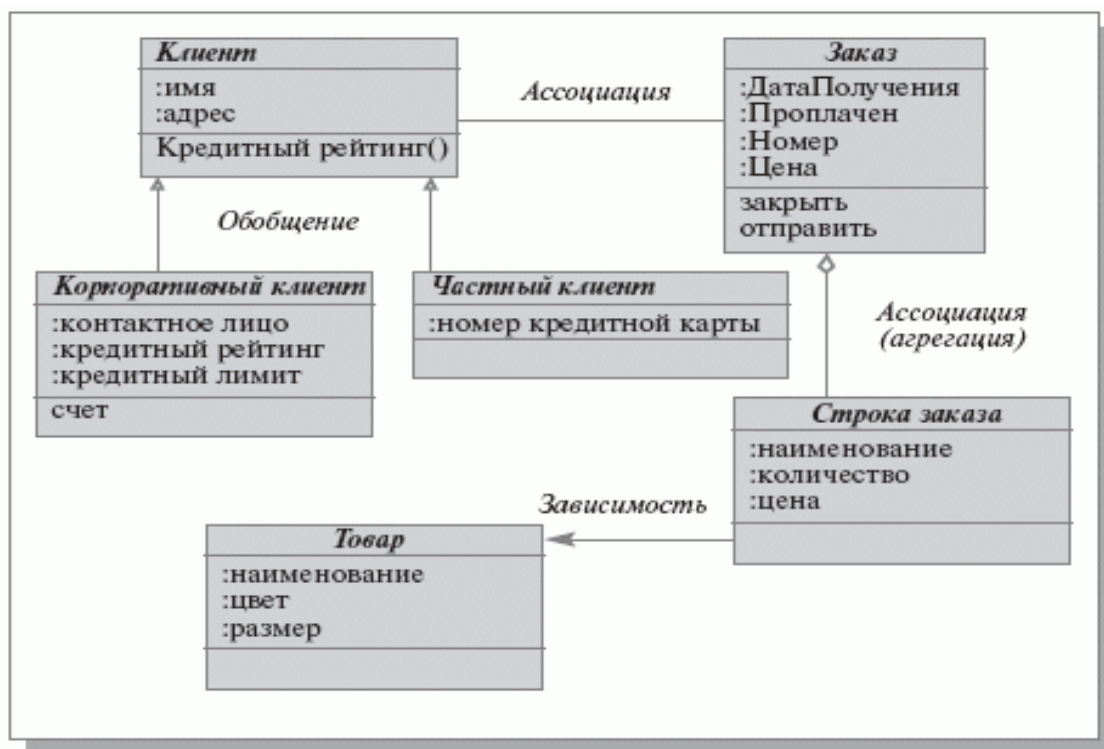 Клиент
:имя
:адрес
Кредитный рейтинг()
Ассоциация
Заказ
:ДатаПолучения
:Проплачен
:Номер
:Цена
закрыть
отправить
Обобщение
Корпоративный клиент
:контактное лицо
:кредитный рейтинг
:кредитный лимит
счет
Частный клиент
:номер кредитной карты
Ассоциация
(агрегация)
Строка заказа
:наименование
:количество
:цена
Зависимость
Товар
:наименование
:цвет
:размер